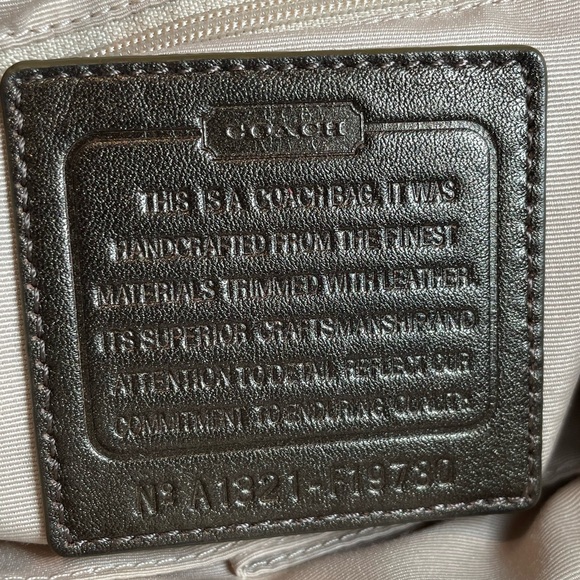 COACH
THIS IS A COACH BAG. IT WAS
HANDCRAFTED FROM THE FINEST
MATERIALS TRIMMED WITH LEATHER.
ITS SUPERIOR CRAFTSMANSHIP AND
ATTENTION TO DETAIL REFLECT OUR
COMMITMENT TO ENDURING QUALITY.
Nº A1321-F19730